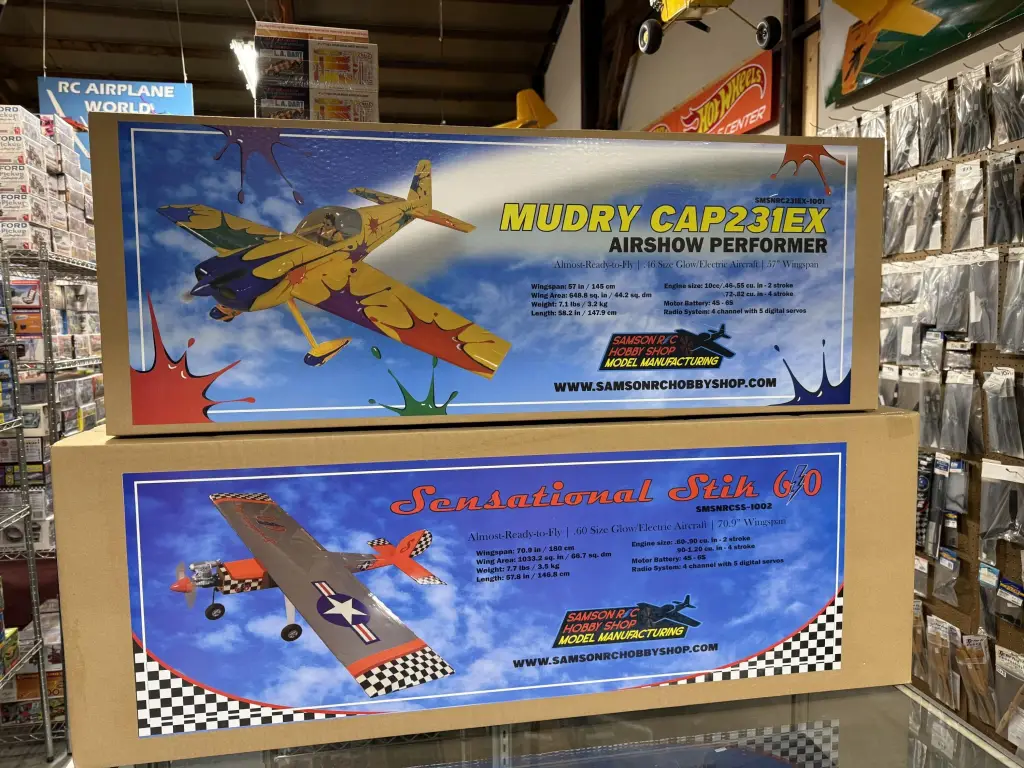 RC AIRPLANE
WORLD
HOT WHEELS
CENTER
FORD
Pickup
FORD
Pickup
FORD
Pickup
SMSNRC231EX-1001
MUDRY CAP231EX
AIRSHOW PERFORMER
Almost-Ready-to-Fly | .46 Size Glow/Electric Aircraft | 57" Wingspan
Wingspan: 57 in / 145 cm
Wing Area: 648.8 sq. in / 44.2 sq. dm
Weight: 7.1 lbs / 3.2 kg
Length: 58.2 in / 147.9 cm
Engine size: 10cc/.46-.55 cu. in - 2 stroke
.72-.82 cu. in - 4 stroke
Motor Battery: 4S - 6S
Radio System: 4 channel with 5 digital servos
SAMSON R/C
HOBBY SHOP
MODEL MANUFACTURING
WWW.SAMSONRCHOBBYSHOP.COM
Sensational Stik 60
SMSNRCSS-1002
Almost-Ready-to-Fly | .60 Size Glow/Electric Aircraft | 70.9" Wingspan
Wingspan: 70.9 in / 180 cm
Wing Area: 1033.2 sq. in / 66.7 sq. dm
Weight: 7.7 lbs / 3.5 kg
Length: 57.8 in / 146.8 cm
Engine size: .60-.90 cu. in - 2 stroke
.90-1.20 cu. in - 4 stroke
Motor Battery: 4S - 6S
Radio System: 4 channel with 5 digital servos
SAMSON R/C
HOBBY SHOP
MODEL MANUFACTURING
WWW.SAMSONRCHOBBYSHOP.COM